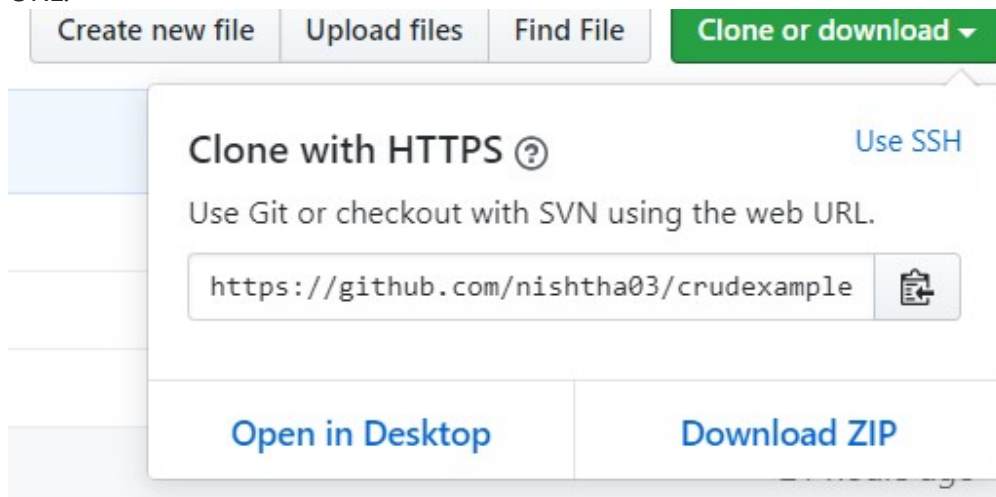 Create new file Upload files Find File Clone or download
Clone with HTTPS Use SSH
Use Git or checkout with SVN using the web URL.
https://github.com/nishtha03/crudexample
Open in Desktop Download ZIP